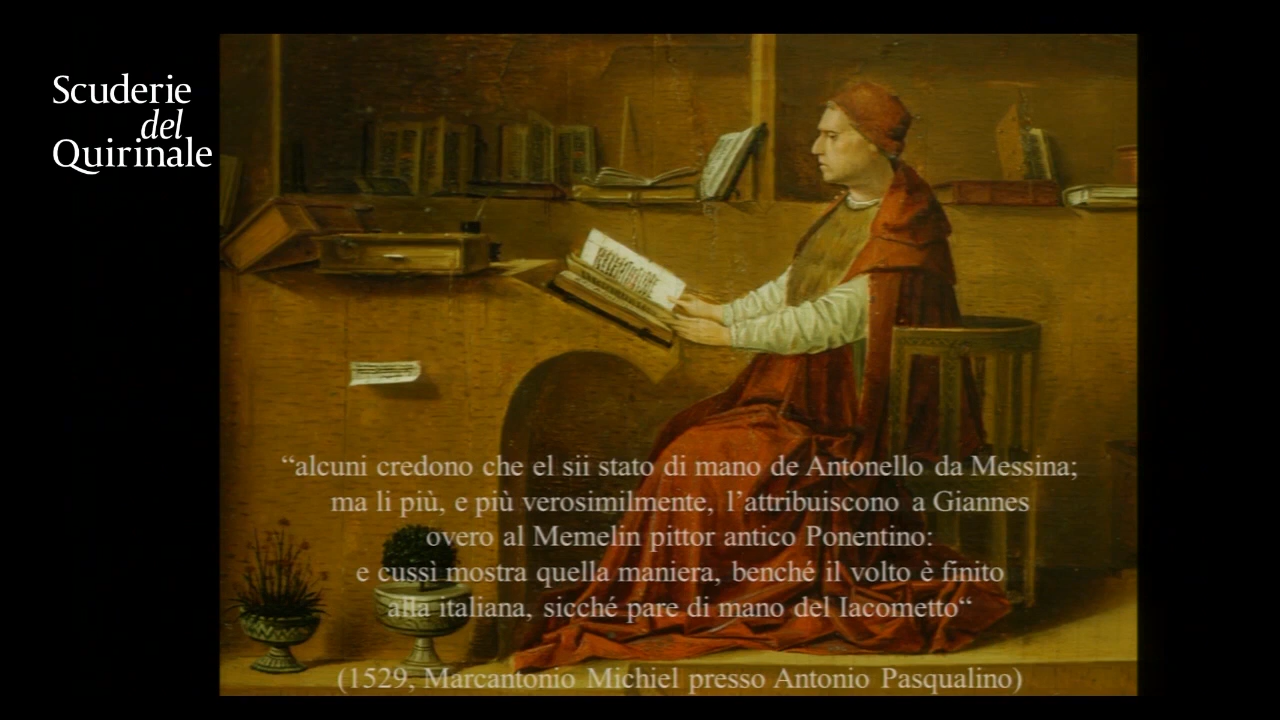 Scuderie
del
Quirinale
“alcuni credono che el sii stato di mano de Antonello da Messina;
ma li più, e più verosimilmente, l’attribuiscono a Giannes
overo al Memelin pittor antico Ponentino:
e cussì mostra quella maniera, benché il volto è finito
alla italiana, sicché pare di mano del Iacometto“
(1529, Marcantonio Michiel presso Antonio Pasqualino)